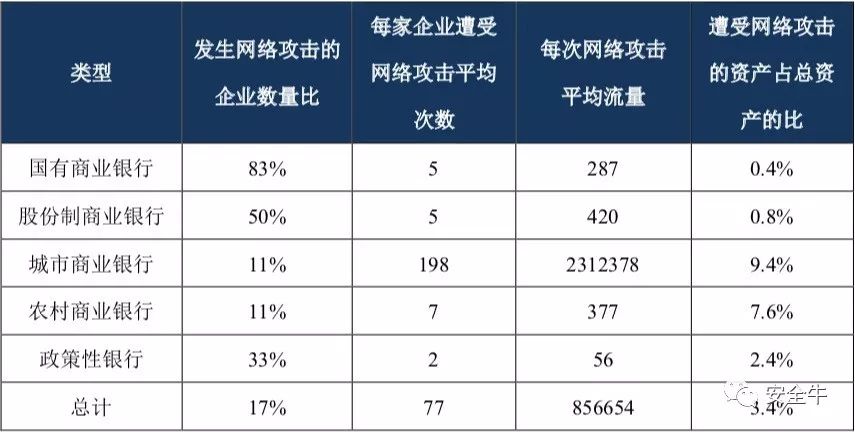 类型
发生网络攻击的
企业数量比
每家企业遭受
网络攻击平均
次数
每次网络攻击
平均流量
遭受网络攻击
的资产占总资
产的比
国有商业银行 83% 5 287 0.4%
股份制商业银行 50% 5 420 0.8%
城市商业银行 11% 198 2312378 9.4%
农村商业银行 11% 7 377 7.6%
政策性银行 33% 2 56 2.4%
总计 17% 77 856654 3.4%
安全牛